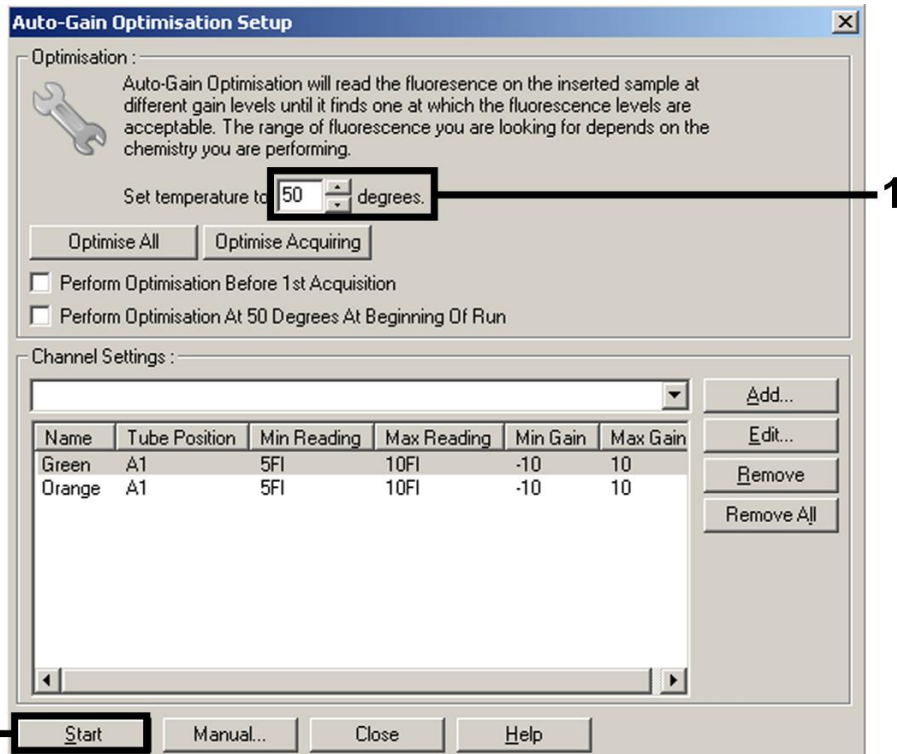 Auto-Gain Optimisation Setup
Optimisation :
Auto-Gain Optimisation will read the fluoresence on the inserted sample at
different gain levels until it finds one at which the fluorescence levels are
acceptable. The range of fluorescence you are looking for depends on the
chemistry you are performing.
Set temperature to 50 degrees.
1
Optimise All Optimise Acquiring
Perform Optimisation Before 1st Acquisition
Perform Optimisation At 50 Degrees At Beginning Of Run
Channel Settings :
Add...
Name Tube Position Min Reading Max Reading Min Gain Max Gain
Edit...
Green A1 5Fl 10Fl -10 10
Remove
Orange A1 5Fl 10Fl -10 10
Remove All
Start Manual... Close Help